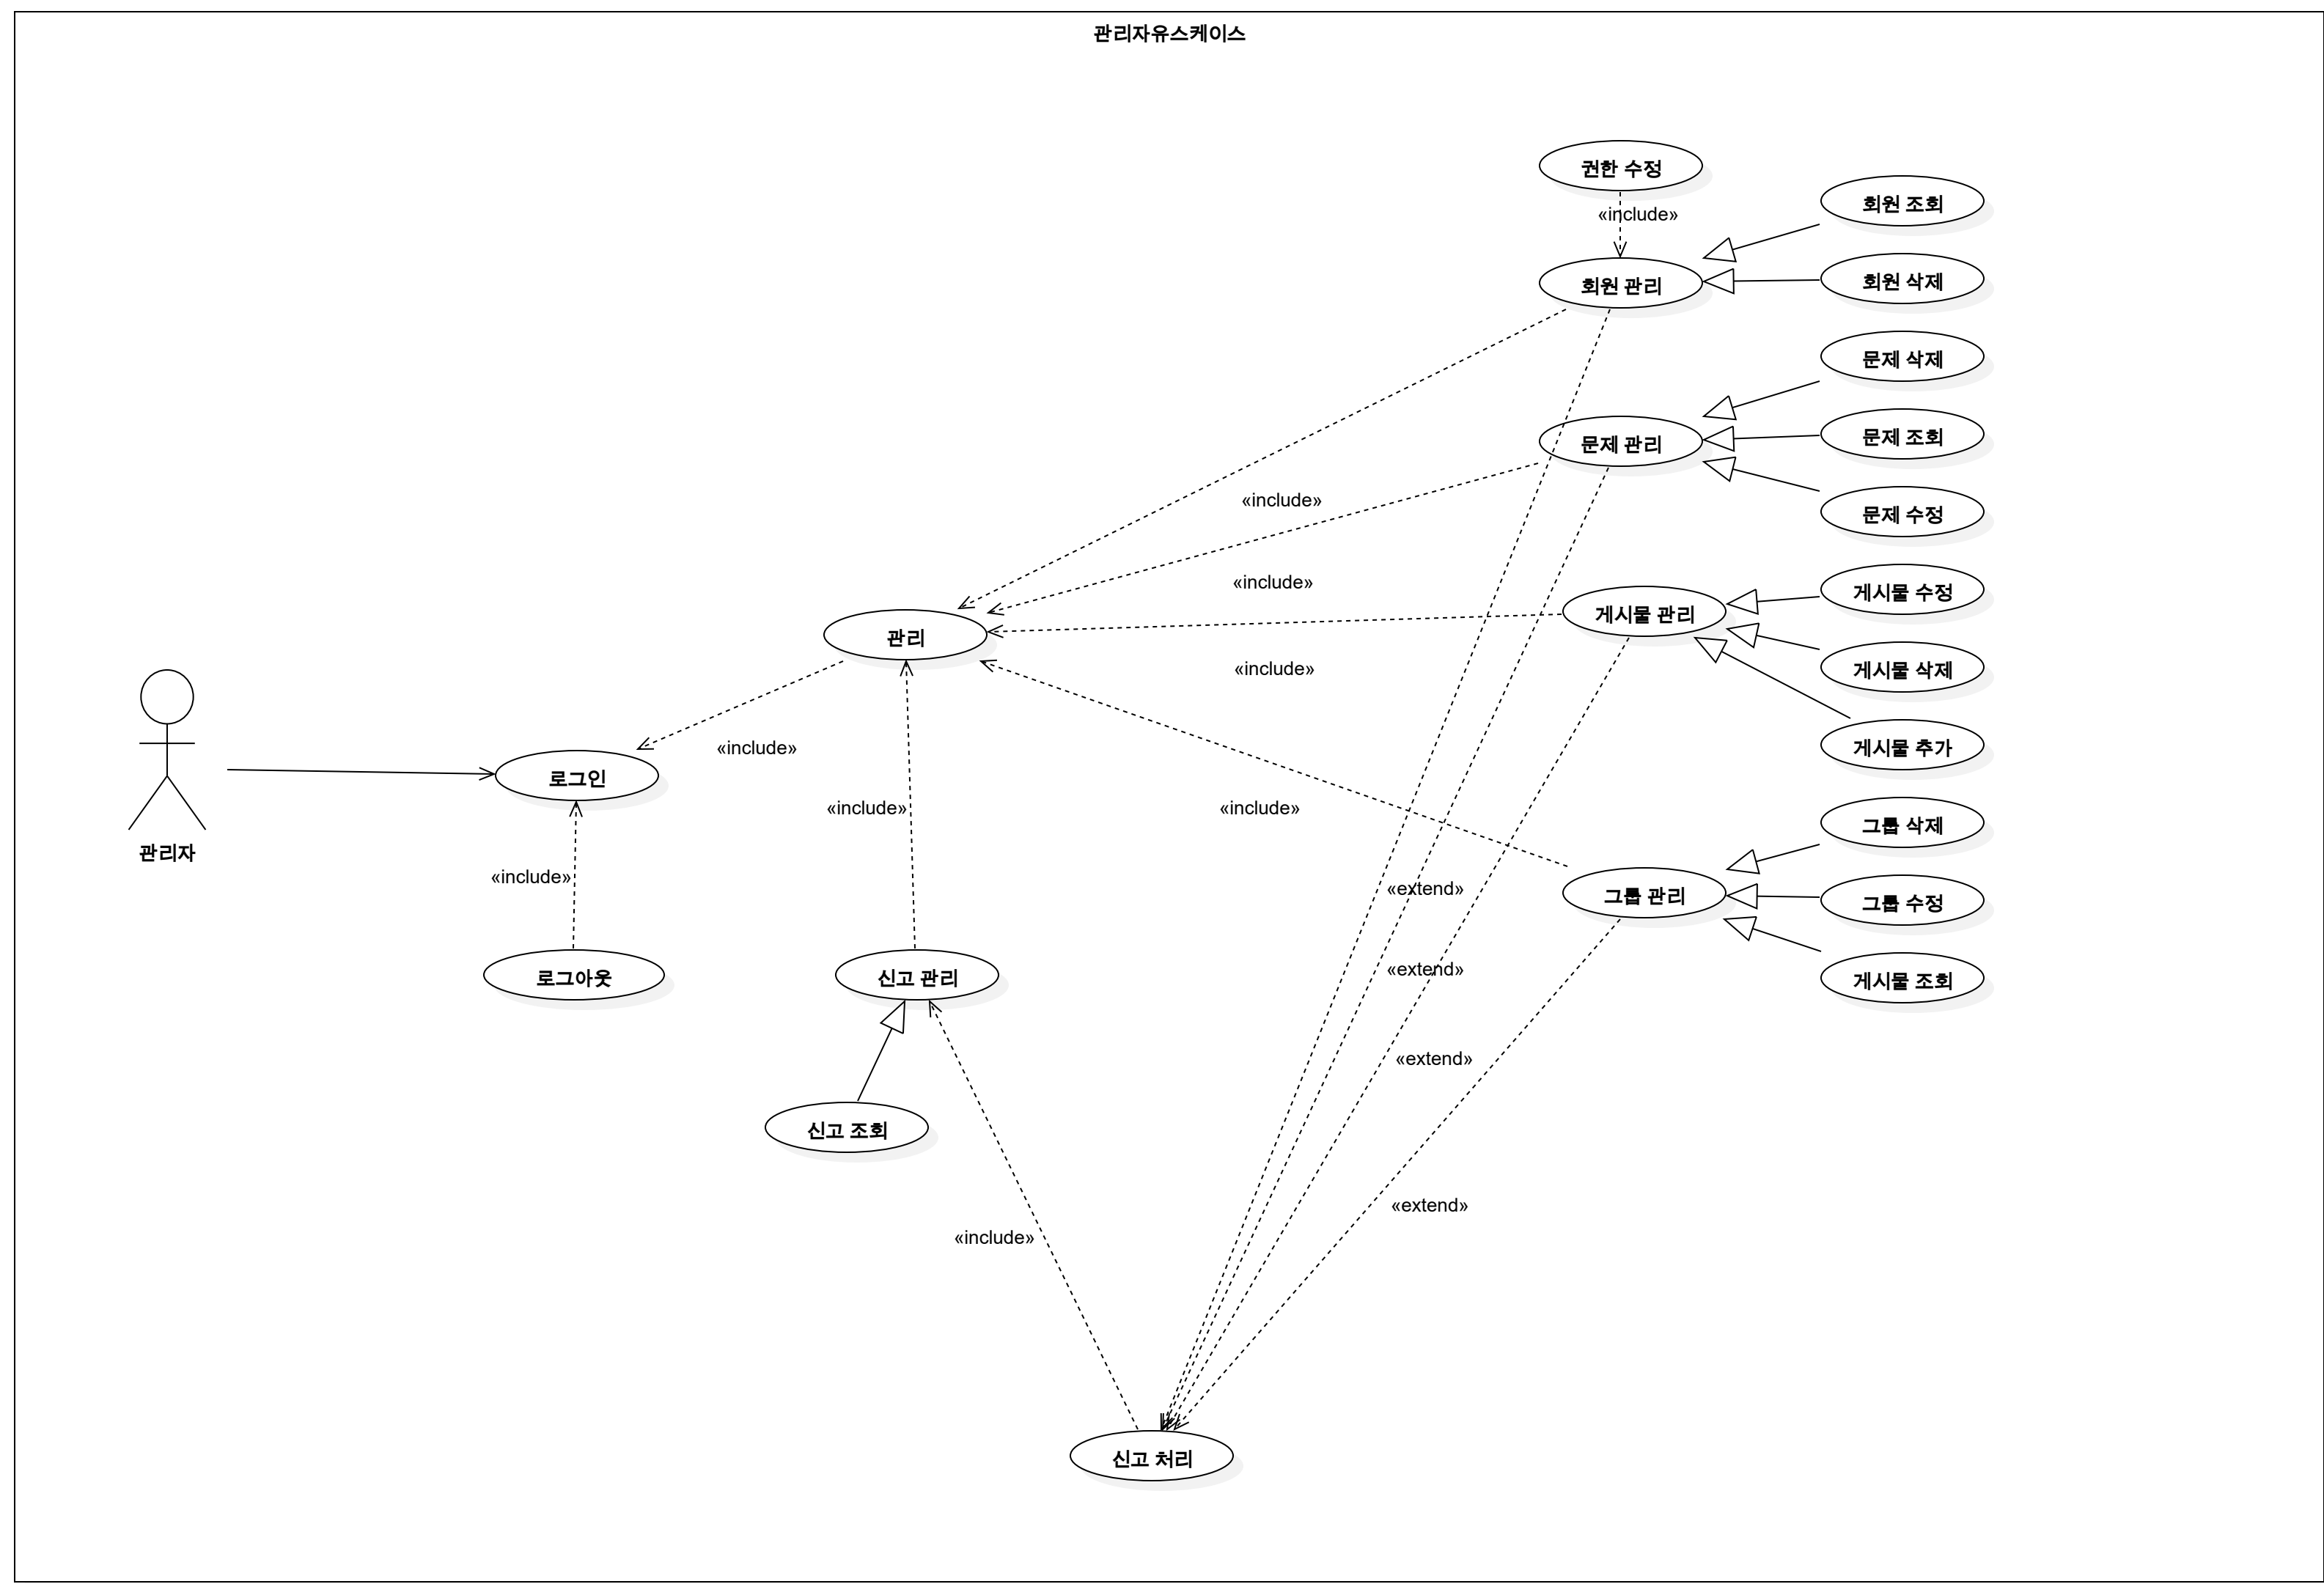 관리자유스케이스
권한 수정
«include»
회원 조회
회원 관리
회원 삭제
문제 삭제
문제 관리
문제 조회
«include»
문제 수정
«include»
게시물 수정
게시물 관리
관리
«include»
게시물 삭제
«include»
게시물 추가
로그인
«include»
«include»
그룹 삭제
관리자
«include»
«extend»
그룹 관리
그룹 수정
«extend»
로그아웃
신고 관리
게시물 조회
«extend»
신고 조회
«extend»
«include»
신고 처리